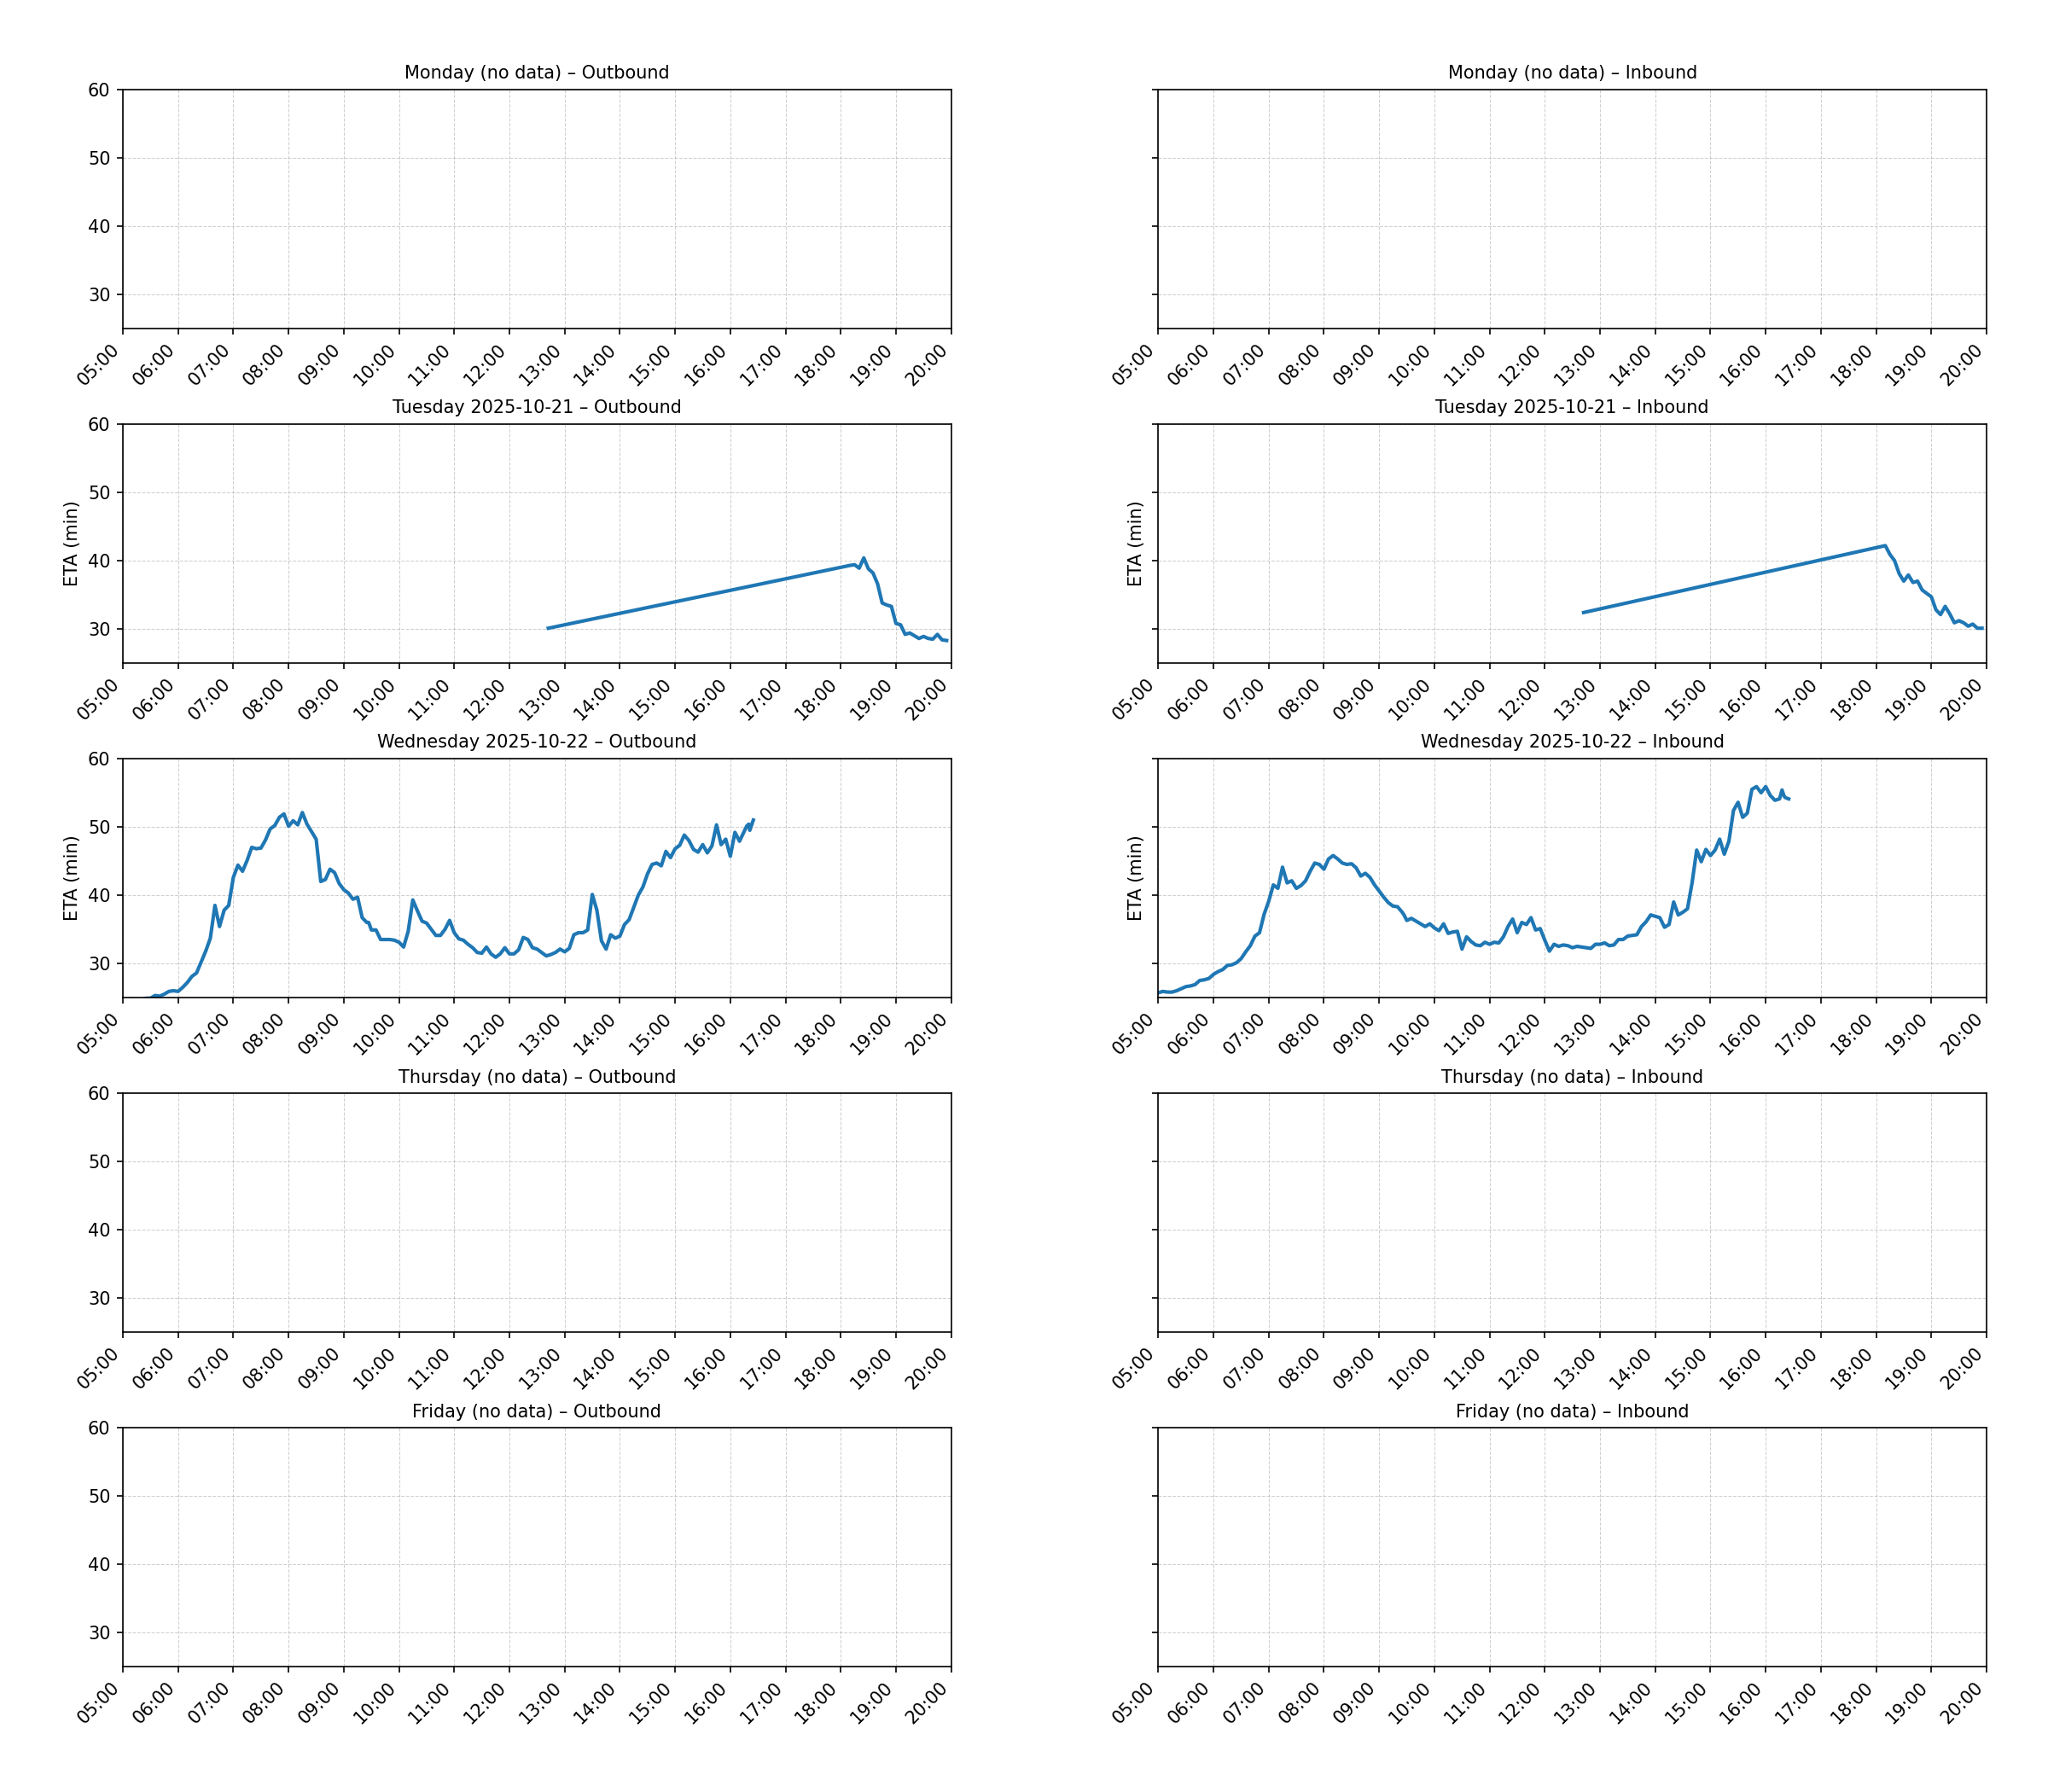 Monday (no data) – Outbound
60
50
40
30
05:00 06:00 07:00 08:00 09:00 10:00 11:00 12:00 13:00 14:00 15:00 16:00 17:00 18:00 19:00 20:00
Monday (no data) – Inbound
05:00 06:00 07:00 08:00 09:00 10:00 11:00 12:00 13:00 14:00 15:00 16:00 17:00 18:00 19:00 20:00
Tuesday 2025-10-21 – Outbound
ETA (min)
60
50
40
30
05:00 06:00 07:00 08:00 09:00 10:00 11:00 12:00 13:00 14:00 15:00 16:00 17:00 18:00 19:00 20:00
Tuesday 2025-10-21 – Inbound
ETA (min)
05:00 06:00 07:00 08:00 09:00 10:00 11:00 12:00 13:00 14:00 15:00 16:00 17:00 18:00 19:00 20:00
Wednesday 2025-10-22 – Outbound
ETA (min)
60
50
40
30
05:00 06:00 07:00 08:00 09:00 10:00 11:00 12:00 13:00 14:00 15:00 16:00 17:00 18:00 19:00 20:00
Wednesday 2025-10-22 – Inbound
ETA (min)
05:00 06:00 07:00 08:00 09:00 10:00 11:00 12:00 13:00 14:00 15:00 16:00 17:00 18:00 19:00 20:00
Thursday (no data) – Outbound
60
50
40
30
05:00 06:00 07:00 08:00 09:00 10:00 11:00 12:00 13:00 14:00 15:00 16:00 17:00 18:00 19:00 20:00
Thursday (no data) – Inbound
05:00 06:00 07:00 08:00 09:00 10:00 11:00 12:00 13:00 14:00 15:00 16:00 17:00 18:00 19:00 20:00
Friday (no data) – Outbound
60
50
40
30
05:00 06:00 07:00 08:00 09:00 10:00 11:00 12:00 13:00 14:00 15:00 16:00 17:00 18:00 19:00 20:00
Friday (no data) – Inbound
05:00 06:00 07:00 08:00 09:00 10:00 11:00 12:00 13:00 14:00 15:00 16:00 17:00 18:00 19:00 20:00